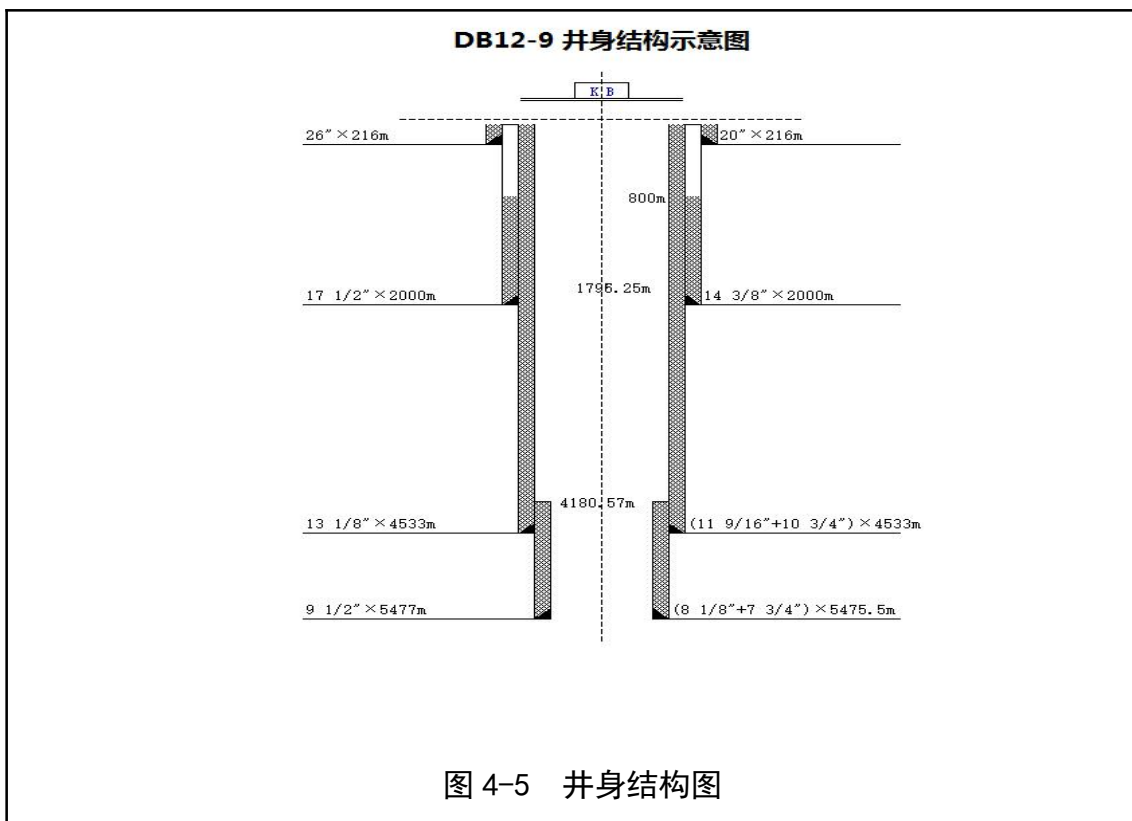 DB12-9 井身结构示意图
KB
26″×216m
20″×216m
800m
1795.25m
17 1/2″×2000m
14 3/8″×2000m
4180.57m
13 1/8″×4533m
(11 9/16″+10 3/4″)×4533m
9 1/2″×5477m
(8 1/8″+7 3/4″)×5475.5m
图 4-5 井身结构图